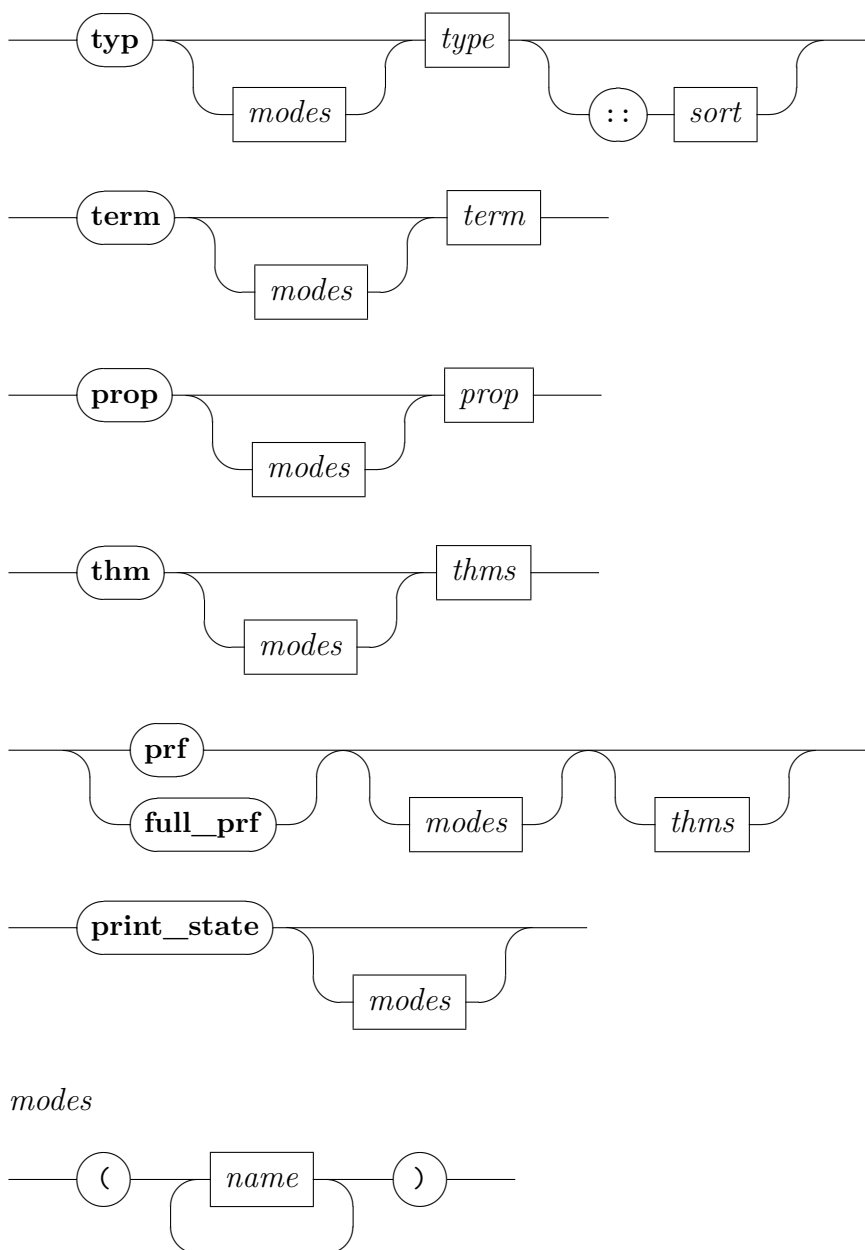 typ type
modes :: sort
term term
modes
prop prop
modes
thm thms
modes
prf
full_prf modes thms
print_state
modes
modes
( name )